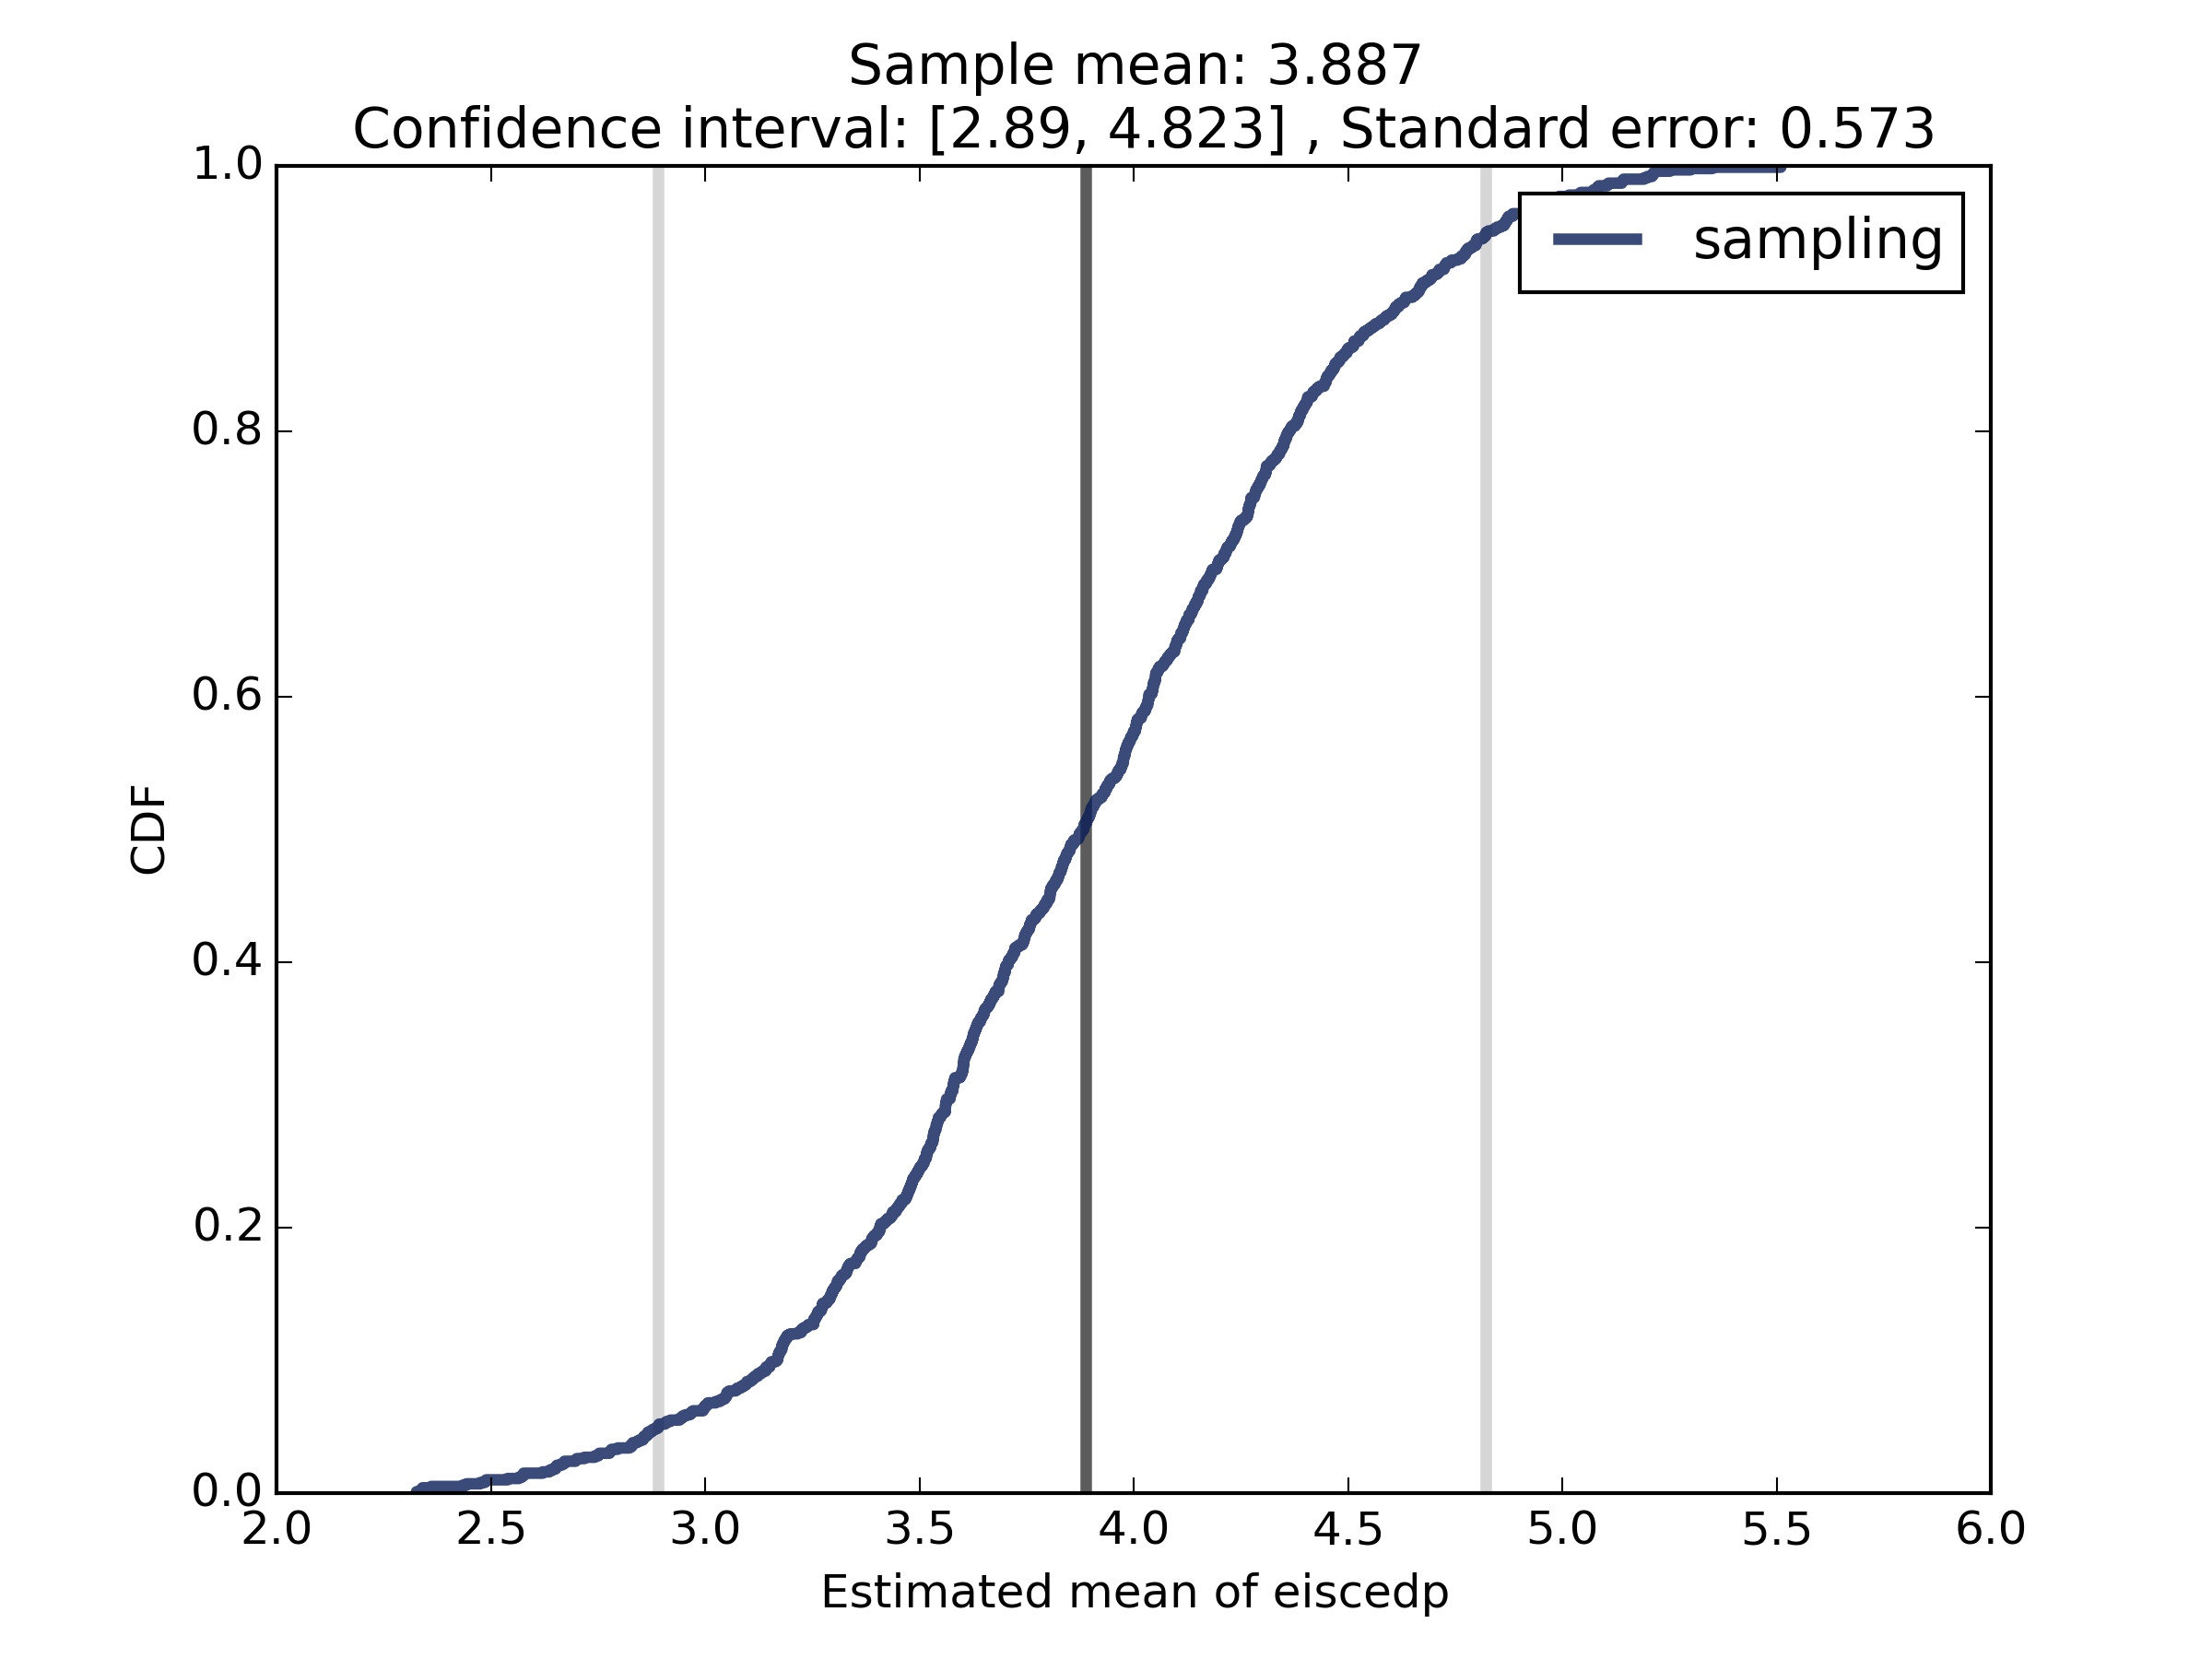 Sample mean: 3.887
Confidence interval: [2.89, 4.823] , Standard error: 0.573
sampling
1.0
0.8
0.6
0.4
0.2
0.0
CDF
2.0 2.5 3.0 3.5 4.0 4.5 5.0 5.5 6.0
Estimated mean of eiscedp